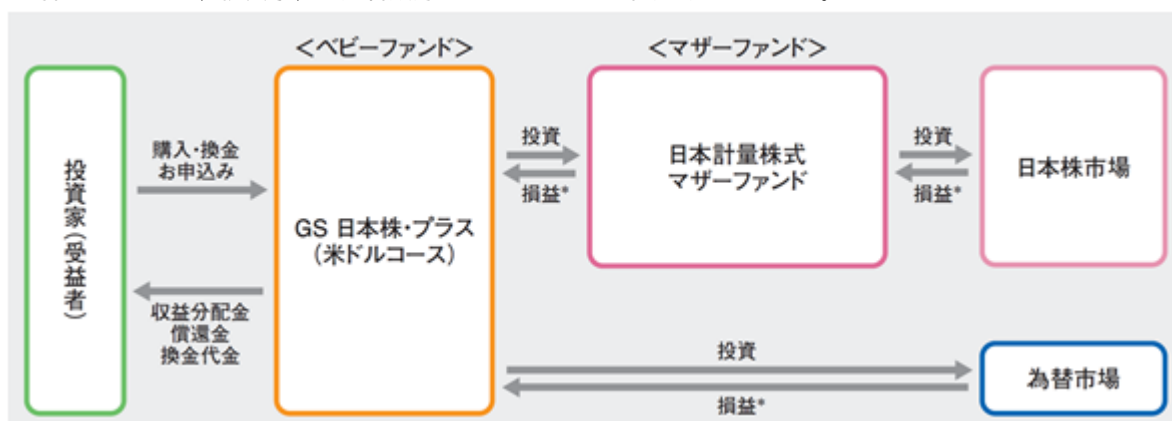 <ベビーファンド>
<マザーファンド>
投資家(受益者)
購入・換金
お申込み
収益分配金
償還金
換金代金
GS 日本株・プラス
(米ドルコース)
投資
損益*
日本計量株式
マザーファンド
投資
損益*
日本株市場
投資
損益*
為替市場